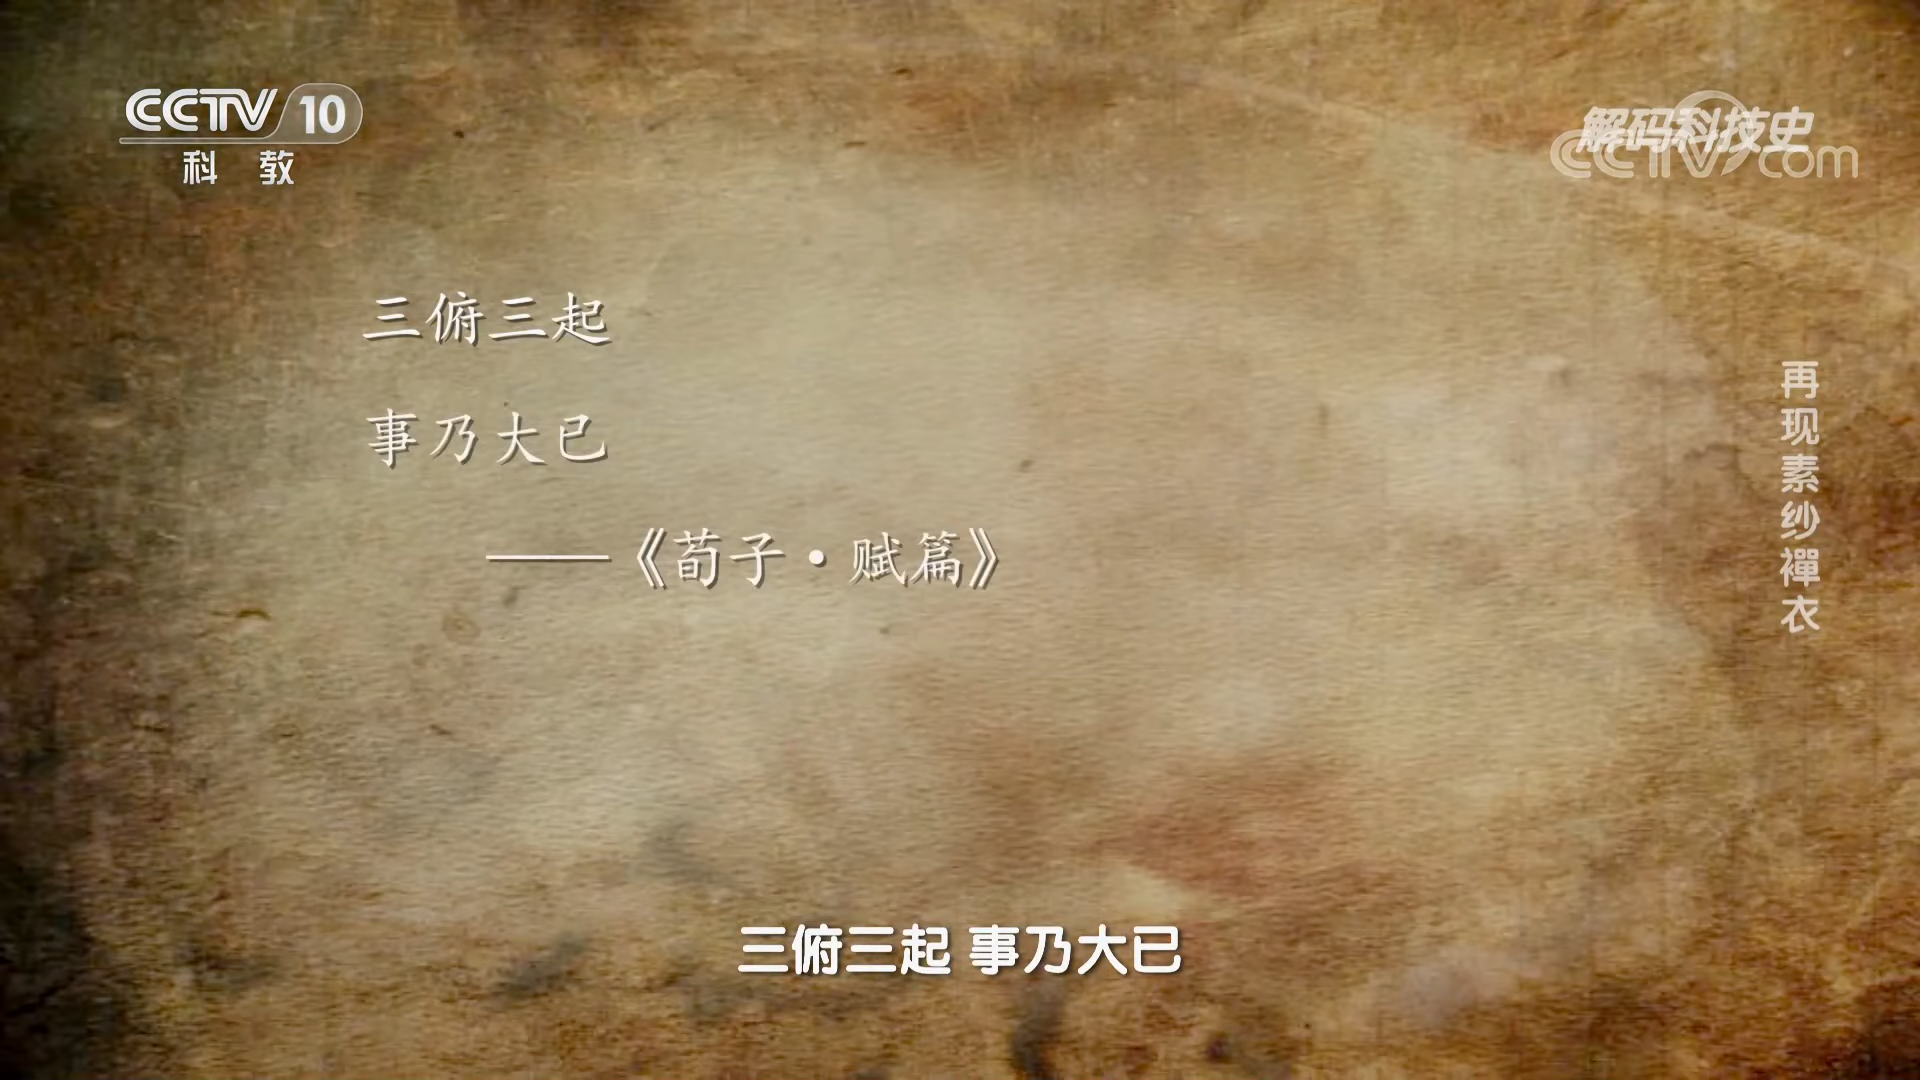 CCTV 10
科 教
解码科技史
CCTV.com
三俯三起
事乃大已
——《荀子·赋篇》
再现素纱襌衣
三俯三起 事乃大已